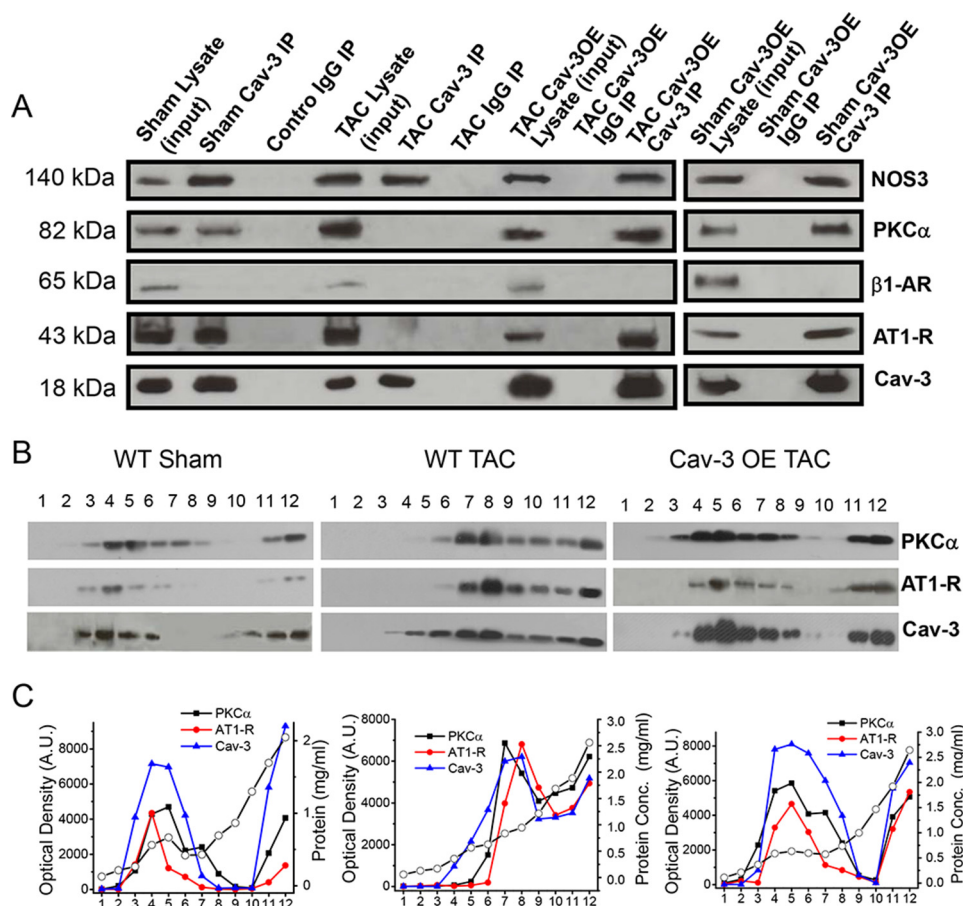 A
Sham Lysate (input)
Sham Cav-3 IP
Contro IgG IP
TAC Lysate (input)
TAC Cav-3 IP
TAC IgG IP
TAC Cav-3OE Lysate (input)
TAC Cav-3OE IgG IP
TAC Cav-3OE Cav-3 IP
Sham Cav-3OE Lysate (input)
Sham Cav-3OE IgG IP
Sham Cav-3OE Cav-3 IP
140 kDa NOS3
82 kDa PKCα
65 kDa β1-AR
43 kDa AT1-R
18 kDa Cav-3
B
WT Sham
WT TAC
Cav-3 OE TAC
1 2 3 4 5 6 7 8 9 10 11 12
1 2 3 4 5 6 7 8 9 10 11 12
1 2 3 4 5 6 7 8 9 10 11 12
PKCα
AT1-R
Cav-3
C
Optical Density (A.U.)
8000
6000
4000
2000
0
PKCα
AT1-R
Cav-3
2
1
0
Protein (mg/ml)
1 2 3 4 5 6 7 8 9 10 11 12
Optical Density (A.U.)
8000
6000
4000
2000
0
PKCα
AT1-R
Cav-3
3.0
2.5
2.0
1.5
1.0
0.5
0.0
Protein Conc. (mg/ml)
1 2 3 4 5 6 7 8 9 10 11 12
Optical Density (A.U.)
8000
6000
4000
2000
0
PKCα
AT1-R
Cav-3
3.0
2.5
2.0
1.5
1.0
0.5
0.0
Protein Conc. (mg/ml)
1 2 3 4 5 6 7 8 9 10 11 12